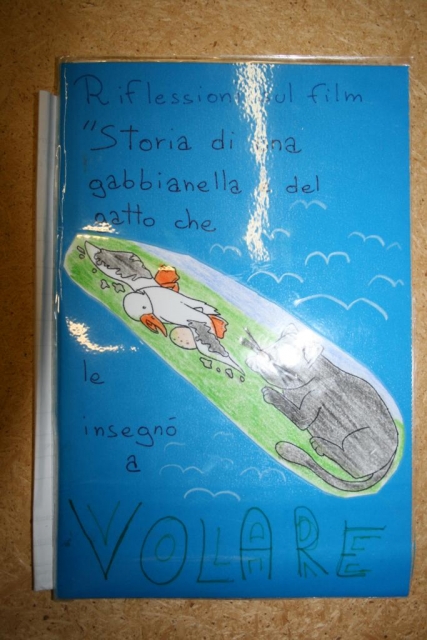 Riflessioni sul film
"Storia di una
gabbianella e del
gatto che
le
insegnó
a
VOLARE